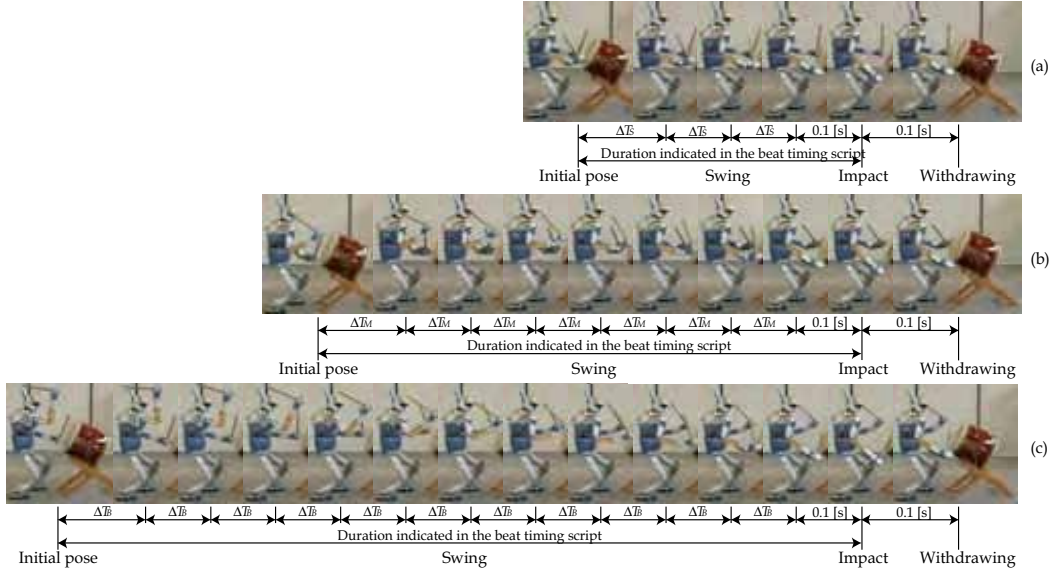 (a)
ΔTS ΔTS ΔTS 0.1 [s] 0.1 [s]
Duration indicated in the beat timing script
Initial pose Swing Impact Withdrawing
(b)
ΔTM ΔTM ΔTM ΔTM ΔTM ΔTM ΔTM 0.1 [s] 0.1 [s]
Duration indicated in the beat timing script
Initial pose Swing Impact Withdrawing
(c)
ΔTB ΔTB ΔTB ΔTB ΔTB ΔTB ΔTB ΔTB ΔTB ΔTB ΔTB 0.1 [s] 0.1 [s]
Duration indicated in the beat timing script
Initial pose Swing Impact Withdrawing